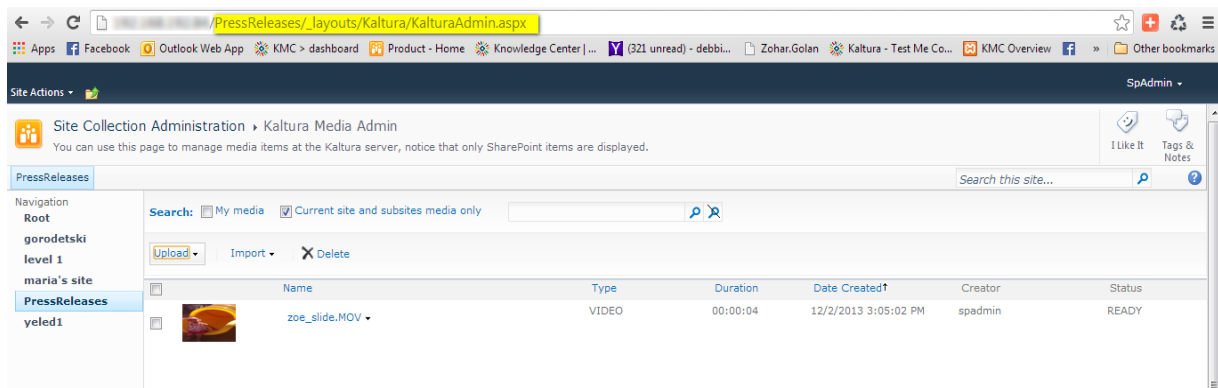 /PressReleases/_layouts/Kaltura/KalturaAdmin.aspx
Apps Facebook Outlook Web App KMC > dashboard Product - Home Knowledge Center | ... (321 unread) - debbi... Zohar.Golan Kaltura - Test Me Co... KMC Overview » Other bookmarks
Site Actions SpAdmin
Site Collection Administration Kaltura Media Admin
You can use this page to manage media items at the Kaltura server, notice that only SharePoint items are displayed.
I Like It Tags & Notes
PressReleases Search this site...
Navigation
Root
gorodetski
level 1
maria's site
PressReleases
yeled1
Search: My media Current site and subsites media only
Upload Import Delete
Name Type Duration Date Created↑ Creator Status
zoe_slide.MOV VIDEO 00:00:04 12/2/2013 3:05:02 PM spadmin READY